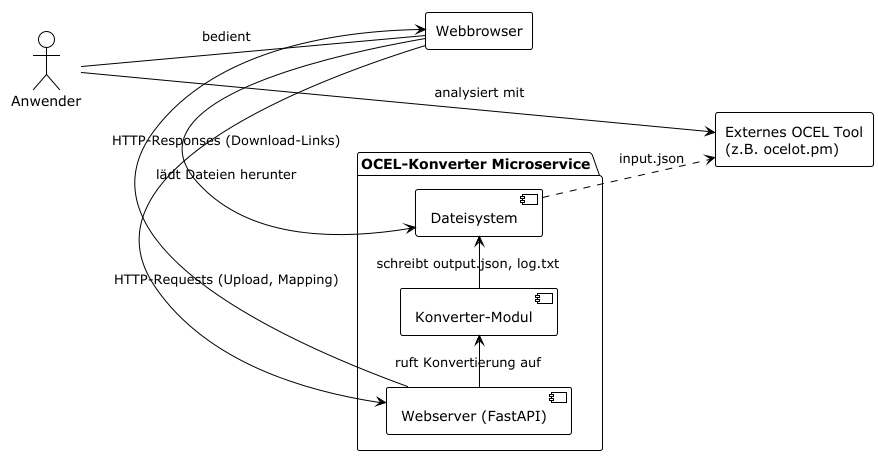 bedient
Webbrowser
Anwender
analysiert mit
Externes OCEL Tool
(z.B. ocelot.pm)
HTTP-Responses (Download-Links)
lädt Dateien herunter
OCEL-Konverter Microservice
input.json
Dateisystem
schreibt output.json, log.txt
HTTP-Requests (Upload, Mapping)
Konverter-Modul
ruft Konvertierung auf
Webserver (FastAPI)